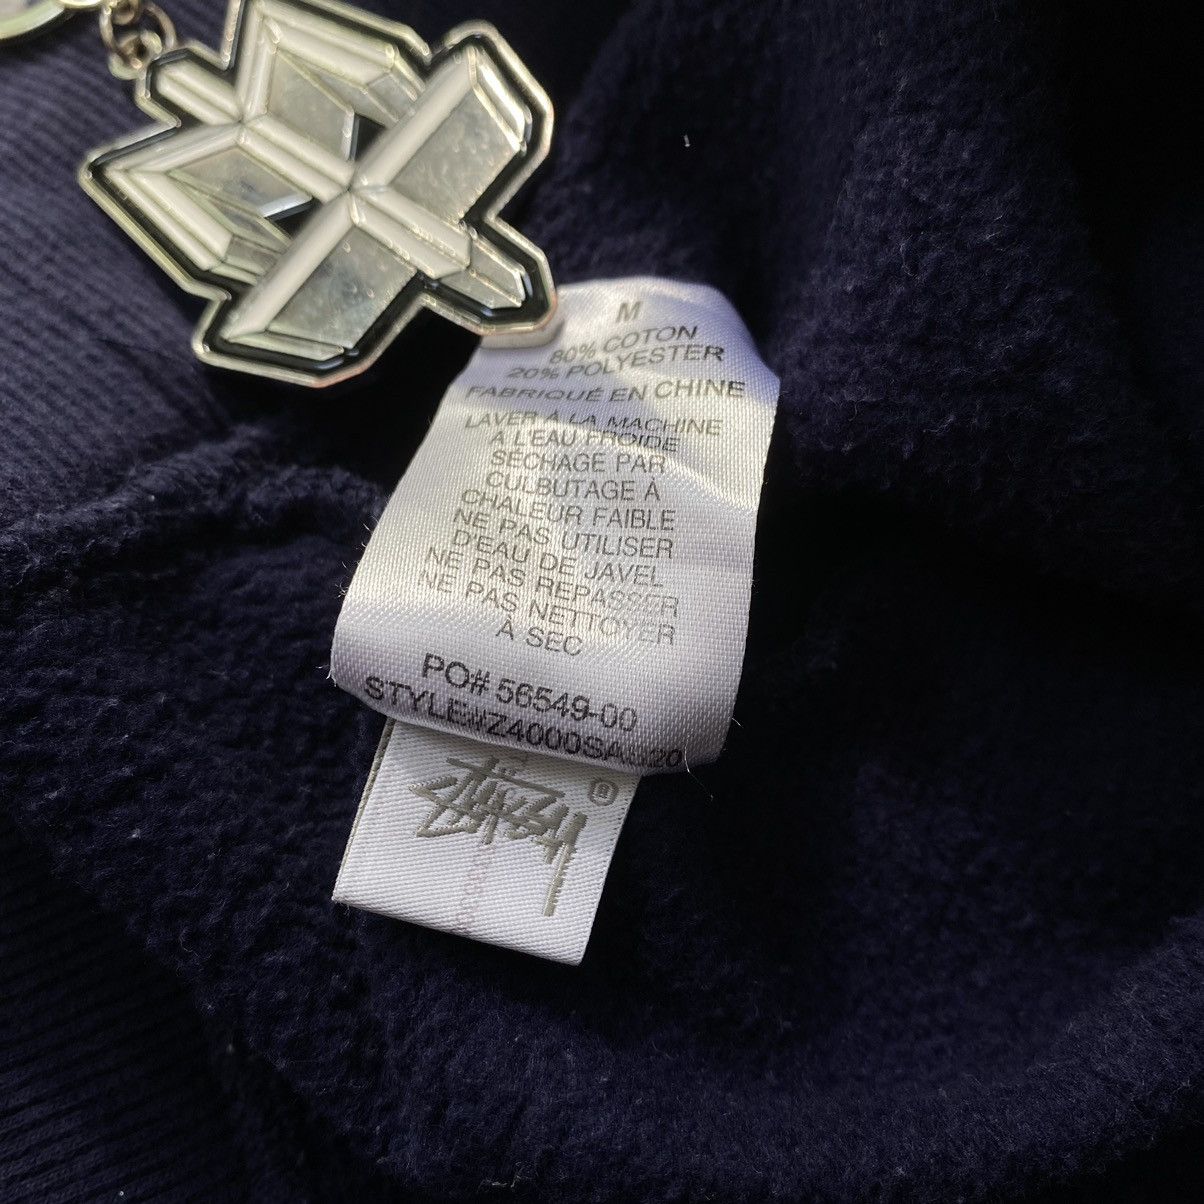 M
80% COTON
20% POLYESTER
FABRIQUÉ EN CHINE
LAVER À LA MACHINE
À L'EAU FROIDE
SÉCHAGE PAR
CULBUTAGE À
CHALEUR FAIBLE
NE PAS UTILISER
D'EAU DE JAVEL
NE PAS REPASSER
NE PAS NETTOYER
À SEC
PO# 56549-00
Stüssy ®